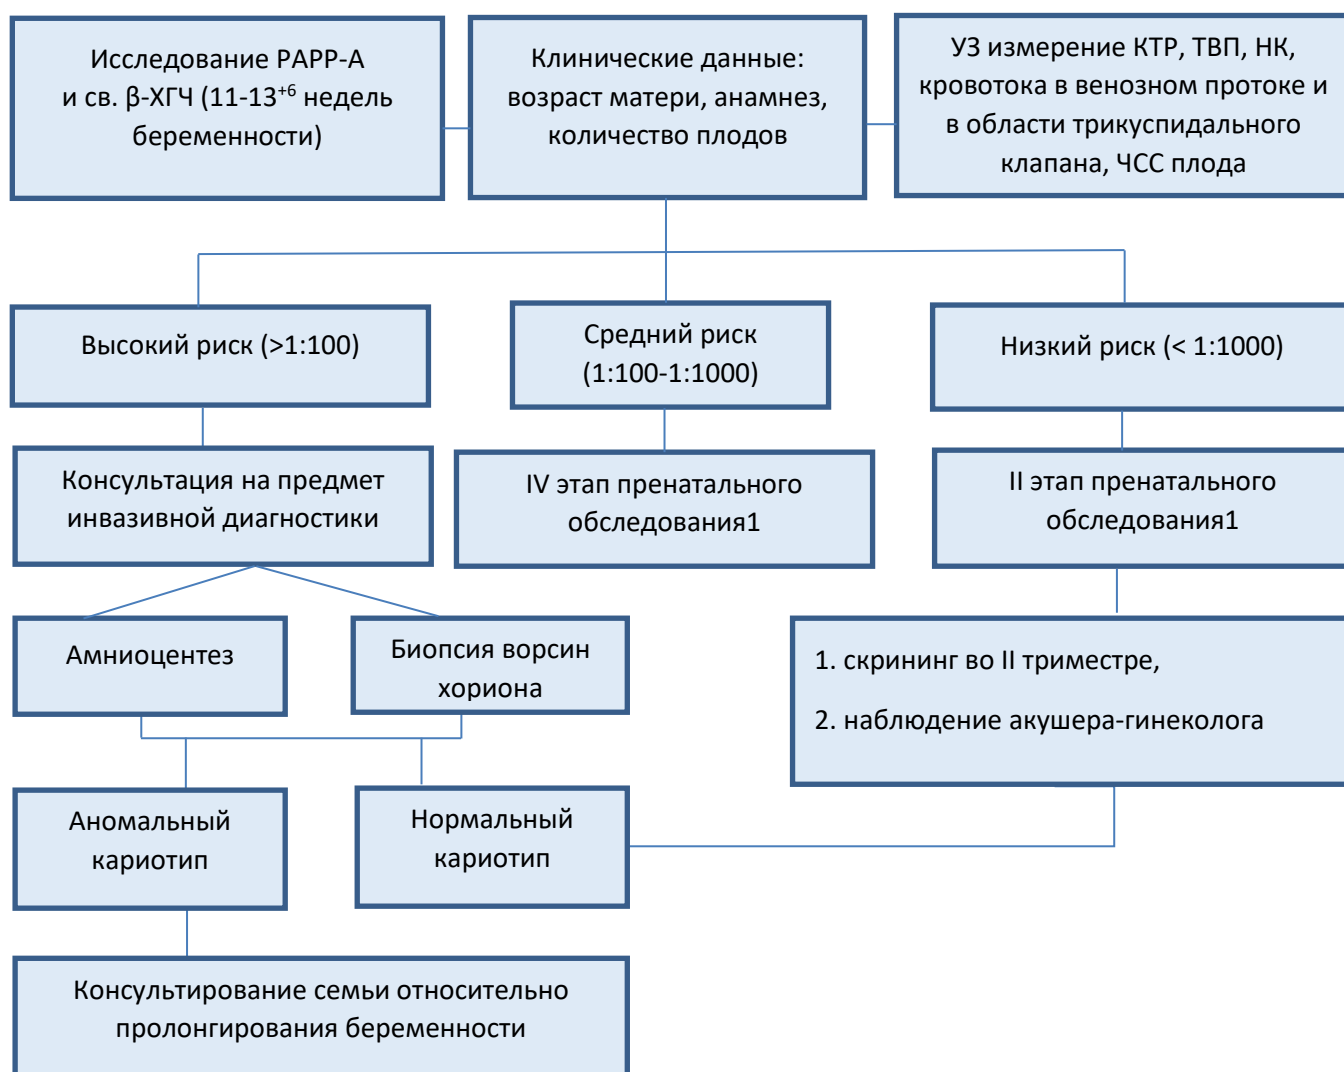 Исследование PAPP-A
и св. β-ХГЧ (11-13⁺⁶ недель
беременности)
Клинические данные:
возраст матери, анамнез,
количество плодов
УЗ измерение КТР, ТВП, НК,
кровотока в венозном протоке и
в области трикуспидального
клапана, ЧСС плода
Высокий риск (>1:100)
Средний риск
(1:100-1:1000)
Низкий риск (< 1:1000)
Консультация на предмет
инвазивной диагностики
IV этап пренатального
обследования1
II этап пренатального
обследования1
Амниоцентез
Биопсия ворсин
хориона
1. скрининг во II триместре,
2. наблюдение акушера-гинеколога
Аномальный
кариотип
Нормальный
кариотип
Консультирование семьи относительно
пролонгирования беременности